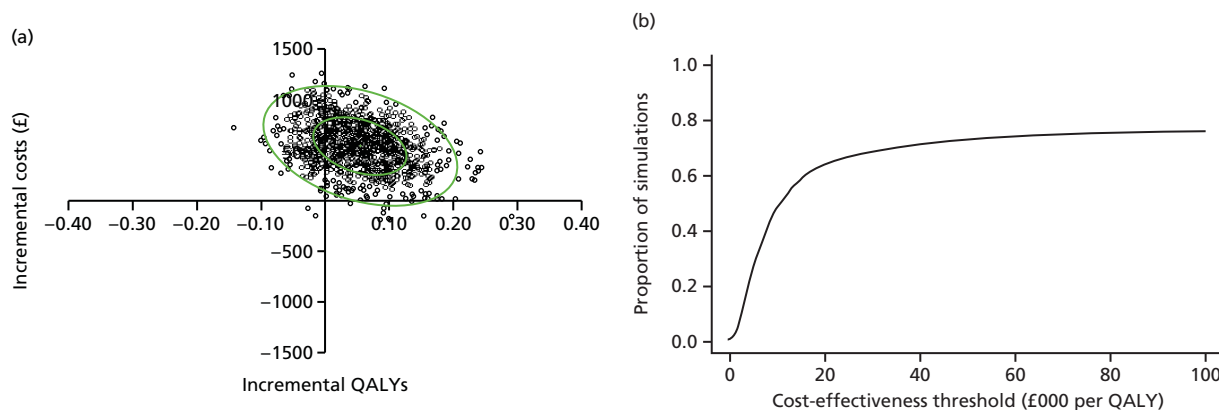 (a)
Incremental costs (£)
1500
1000
−0.40 −0.30 −0.20 −0.10 0.10 0.20 0.30 0.40
−500
−1000
−1500
Incremental QALYs
(b)
Proportion of simulations
1.0
0.8
0.6
0.4
0.2
0.0
0 20 40 60 80 100
Cost-effectiveness threshold (£000 per QALY)